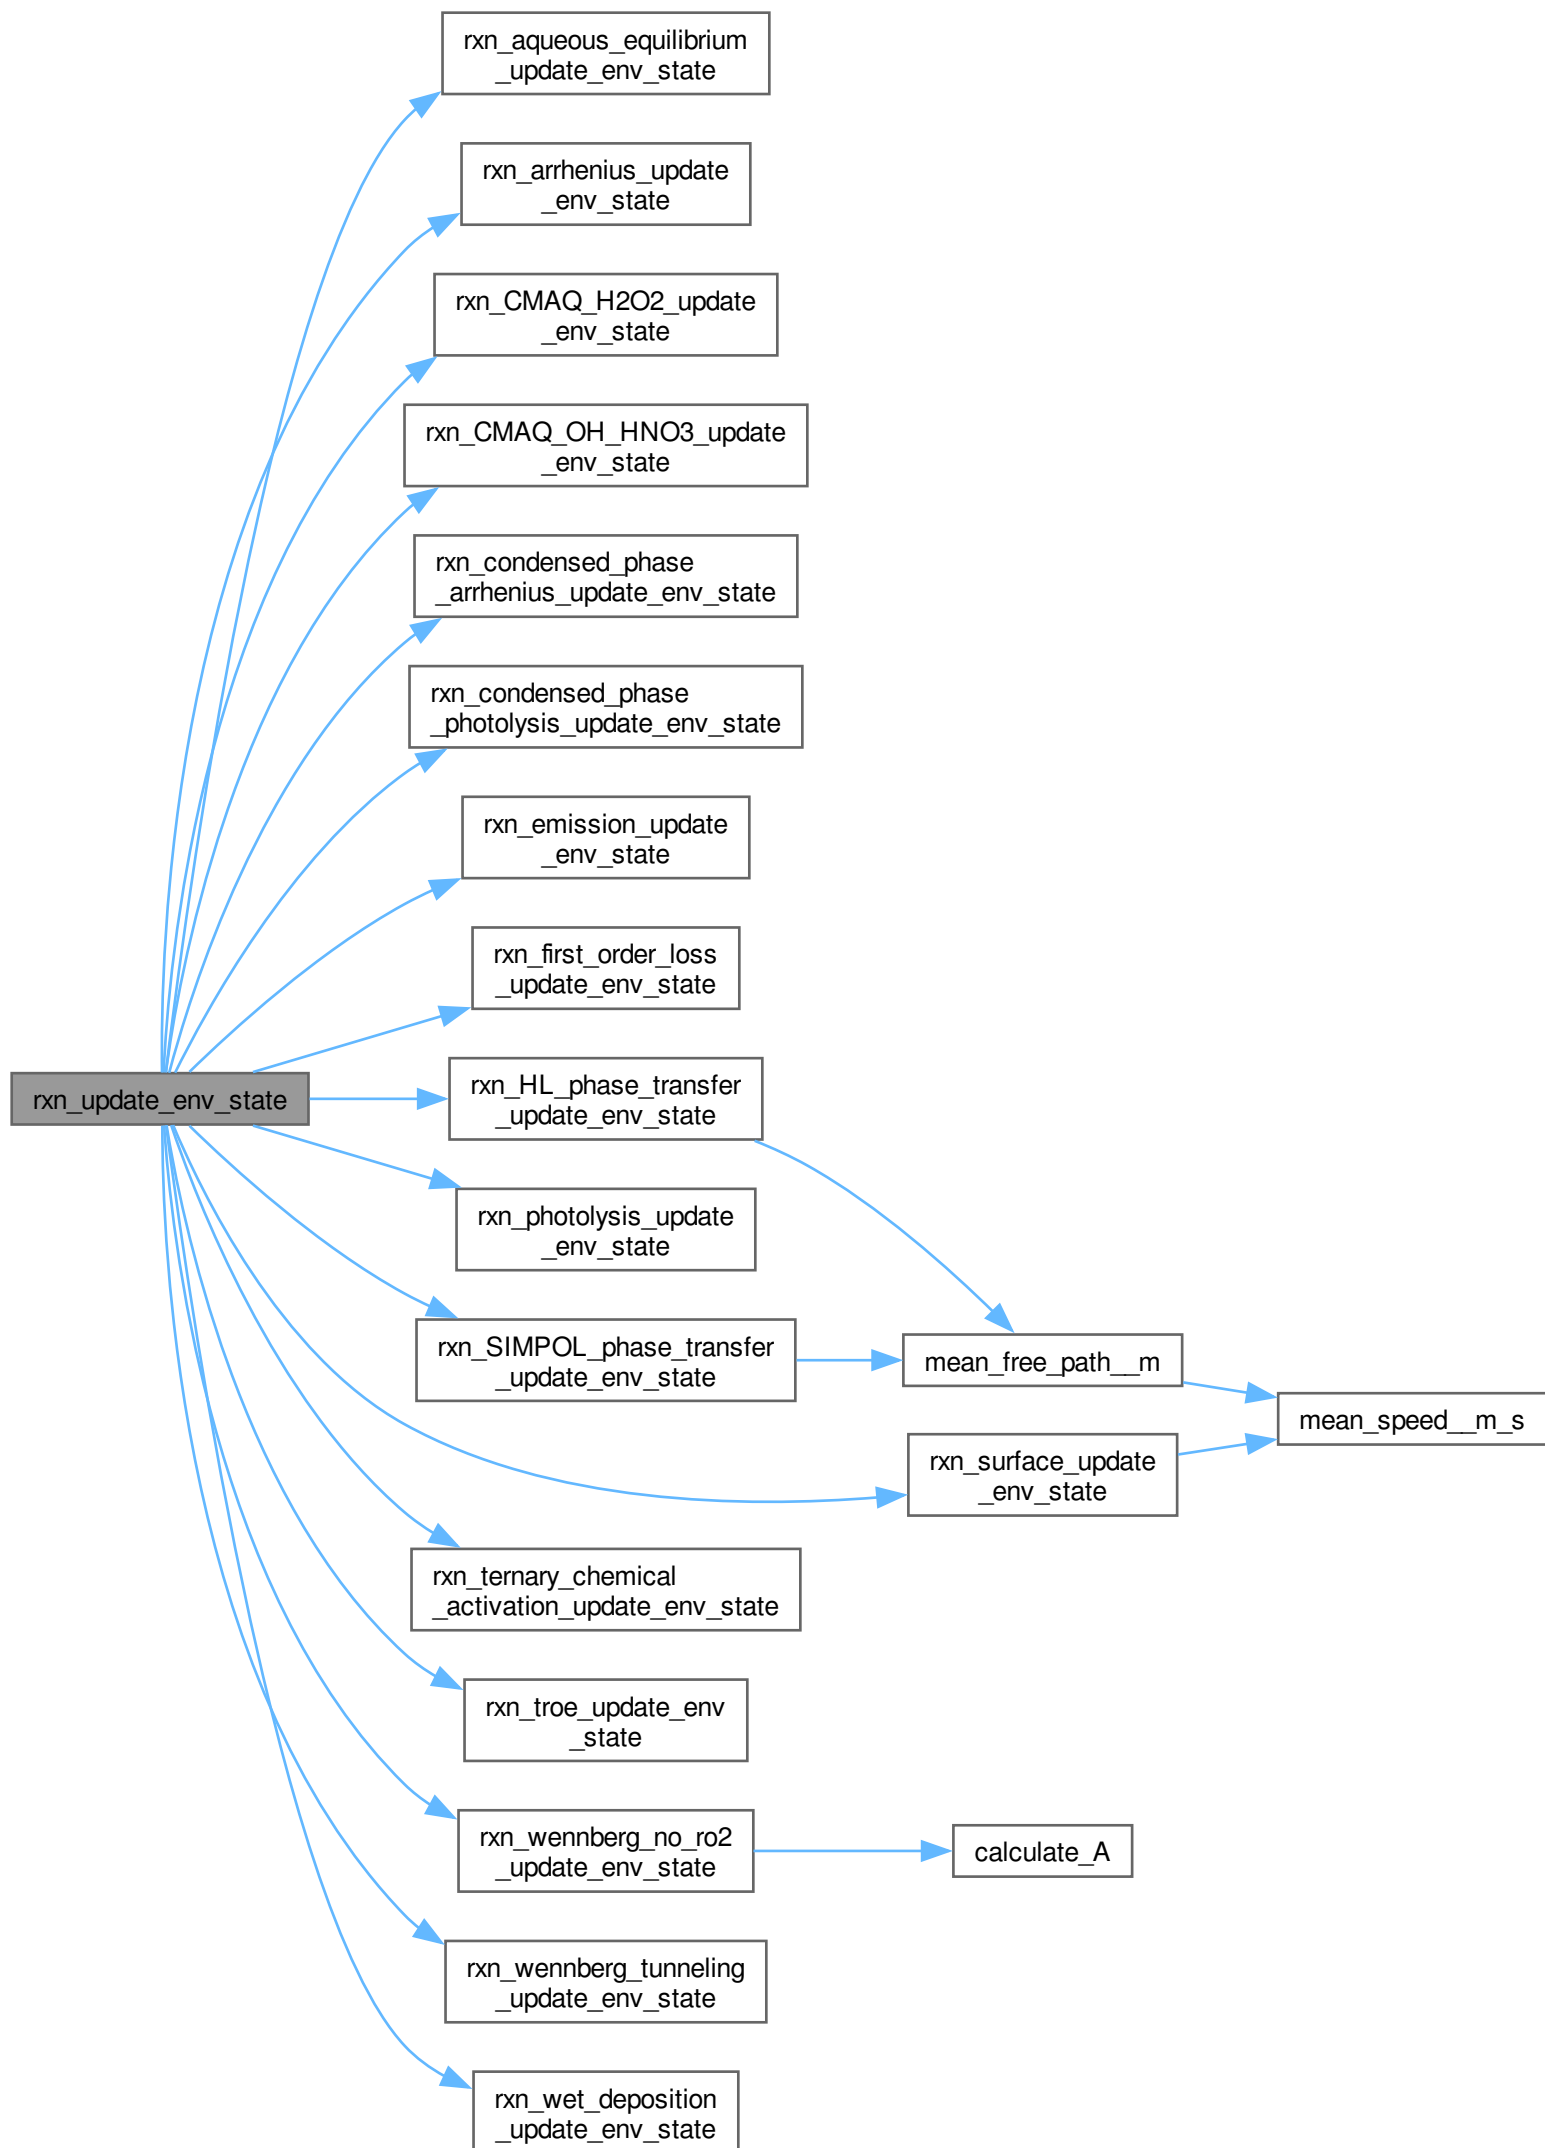 rxn_aqueous_equilibrium
_update_env_state
rxn_arrhenius_update
_env_state
rxn_CMAQ_H2O2_update
_env_state
rxn_CMAQ_OH_HNO3_update
_env_state
rxn_condensed_phase
_arrhenius_update_env_state
rxn_condensed_phase
_photolysis_update_env_state
rxn_emission_update
_env_state
rxn_first_order_loss
_update_env_state
rxn_update_env_state
rxn_HL_phase_transfer
_update_env_state
rxn_photolysis_update
_env_state
rxn_SIMPOL_phase_transfer
_update_env_state
mean_free_path__m
mean_speed__m_s
rxn_surface_update
_env_state
rxn_ternary_chemical
_activation_update_env_state
rxn_troe_update_env
_state
rxn_wennberg_no_ro2
_update_env_state
calculate_A
rxn_wennberg_tunneling
_update_env_state
rxn_wet_deposition
_update_env_state